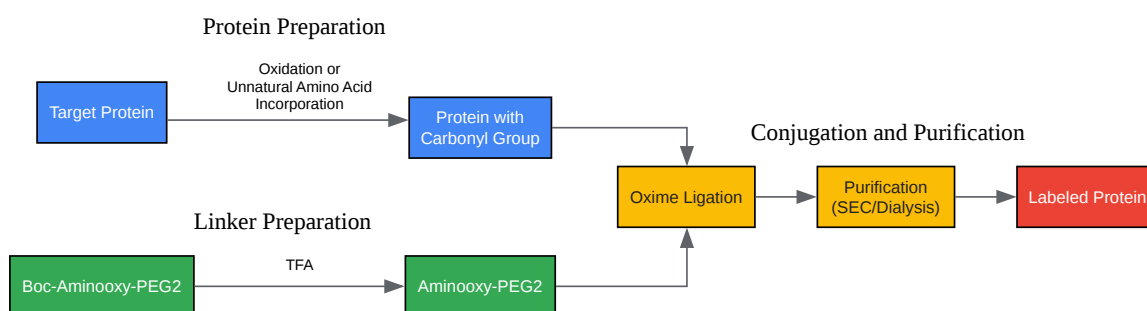 Protein Preparation
Target Protein
Oxidation or
Unnatural Amino Acid
Incorporation
Protein with
Carbonyl Group
Linker Preparation
Boc-Aminooxy-PEG2
TFA
Aminooxy-PEG2
Conjugation and Purification
Oxime Ligation
Purification
(SEC/Dialysis)
Labeled Protein